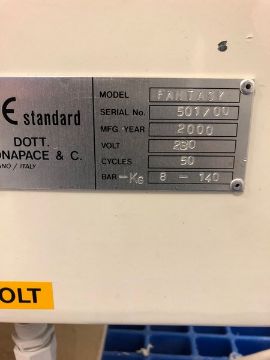 CE standard
DOTT.
ONAPACE & C.
ANO / ITALY
MODEL FANTASY
SERIAL No. 501/00
MFG YEAR 2000
VOLT 230
CYCLES 50
BAR - Kg 8 - 140
OLT